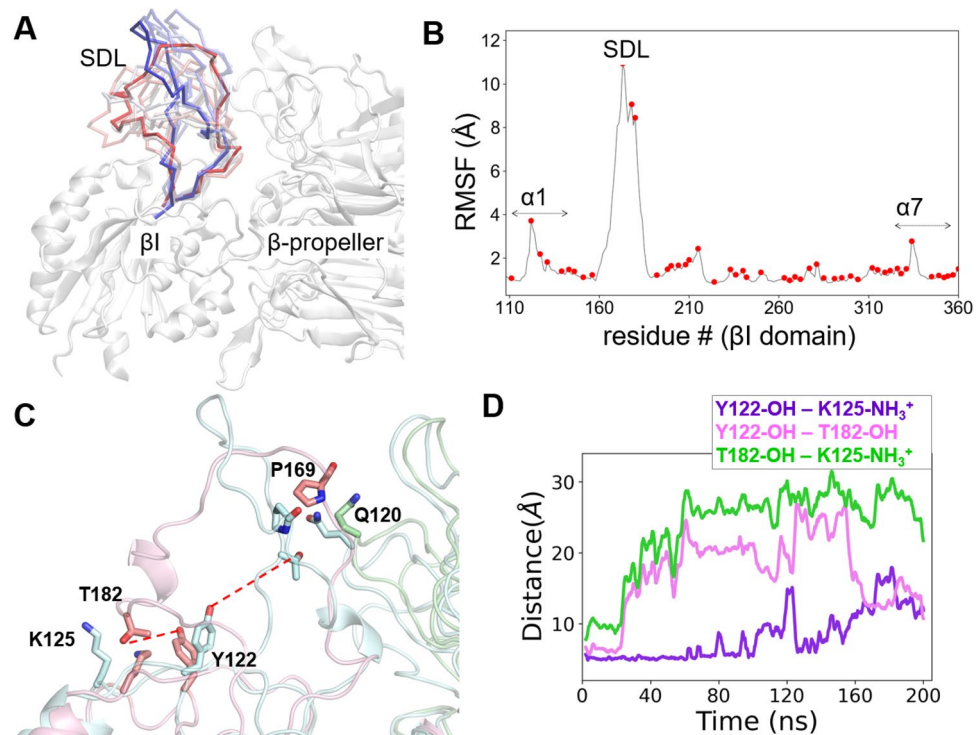 A
SDL
βI
β-propeller
B
RMSF (Å)
12
10
8
6
4
2
SDL
α1
α7
110
160
210
260
310
360
residue # (βI domain)
C
P169
Q120
T182
K125
Y122
D
Y122-OH – K125-NH₃⁺
Y122-OH – T182-OH
T182-OH – K125-NH₃⁺
Distance(Å)
30
20
10
0
40
80
120
160
200
Time (ns)